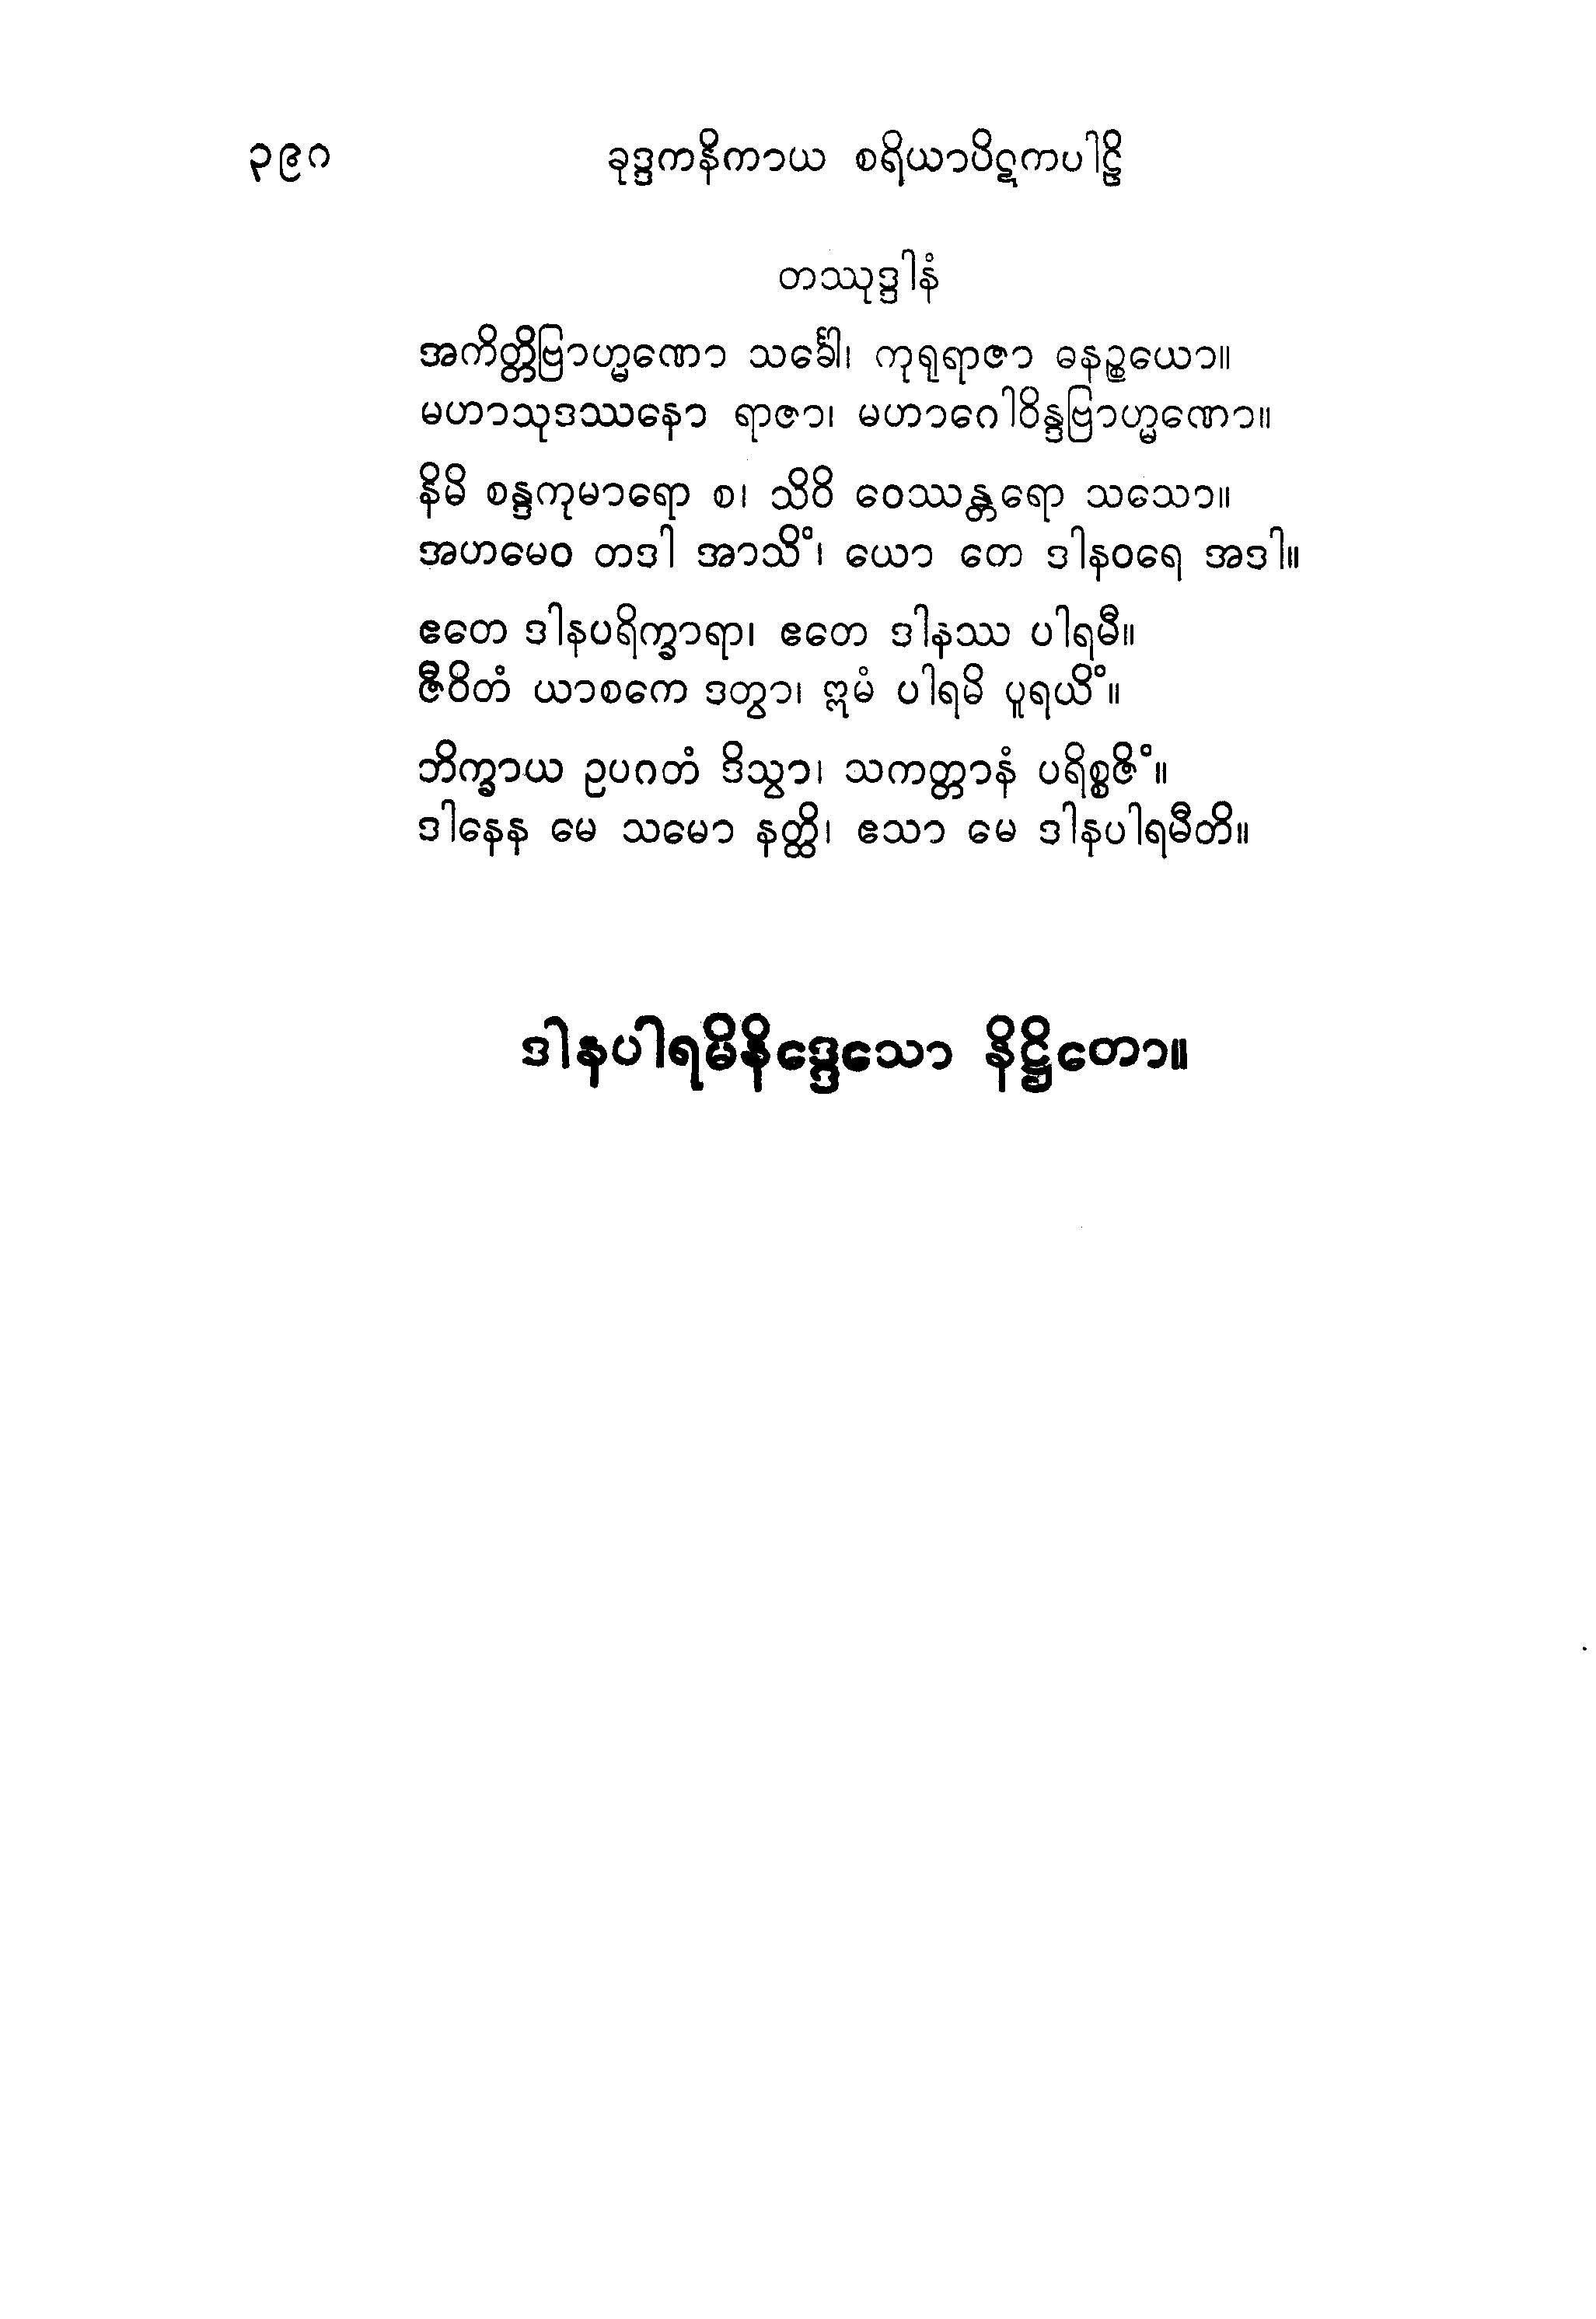 ၃၉၈ ခုဒ္ဒကနိကာယ စရိယာပိဋကပါဠိ
တဿုဒ္ဒါနံ
အကိတ္တိဗြာဟ္မဏော သင်္ခေါ၊ ကုရုရာဇာ ဓနဉ္စယော။
မဟာသုဒဿနော ရာဇာ၊ မဟာဂေါဝိန္ဒဗြာဟ္မဏော။
နိမိ စန္ဒကုမာရော စ၊ သိဝိ ဝေဿန္တရော သသော။
အဟမေဝ တဒါ အာသိံ၊ ယော တေ ဒါနဝရေ အဒါ။
ဧတေ ဒါနပရိက္ခာရာ၊ ဧတေ ဒါနဿ ပါရမီ။
ဇီဝိတံ ယာစကေ ဒတွာ၊ ဣမံ ပါရမိ ပူရယိံ။
ဘိက္ခာယ ဥပဂတံ ဒိသွာ၊ သကတ္တာနံ ပရိစ္စဇိံ။
ဒါနေန မေ သမော နတ္ထိ၊ ဧသာ မေ ဒါနပါရမီတိ။
ဒါနပါရမိနိဒ္ဒေသော နိဋ္ဌိတော။